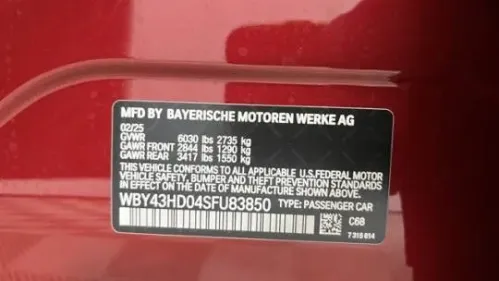 MFD BY BAYERISCHE MOTOREN WERKE AG
02/25
GVWR 6030 lbs 2735 kg
GAWR FRONT 2844 lbs 1290 kg
GAWR REAR 3417 lbs 1550 kg
THIS VEHICLE CONFORMS TO ALL APPLICABLE U.S.FEDERAL MOTOR
VEHICLE SAFETY, BUMPER, AND THEFT PREVENTION STANDARDS
IN EFFECT ON THE DATE OF MANUFACTURE SHOWN ABOVE.
WBY43HD04SFU83850 TYPE: PASSENGER CAR
C68
7 318 614